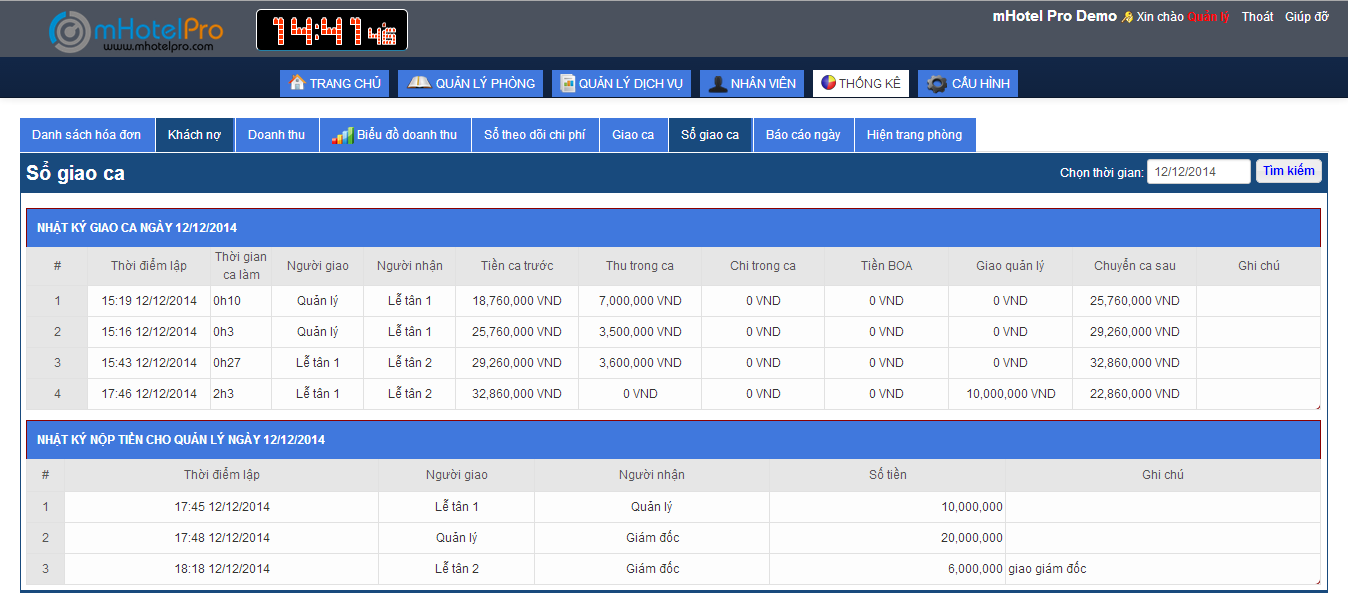 mHotelPro
www.mhotelpro.com
14:41
mHotel Pro Demo Xin chào Quản lý Thoát Giúp đỡ
TRANG CHỦ QUẢN LÝ PHÒNG QUẢN LÝ DỊCH VỤ NHÂN VIÊN THỐNG KÊ CẤU HÌNH
Danh sách hóa đơn Khách nợ Doanh thu Biểu đồ doanh thu Sổ theo dõi chi phí Giao ca Sổ giao ca Báo cáo ngày Hiện trang phòng
Sổ giao ca Chọn thời gian: 12/12/2014 Tìm kiếm
NHẬT KÝ GIAO CA NGÀY 12/12/2014
# Thời điểm lập Thời gian ca làm Người giao Người nhận Tiền ca trước Thu trong ca Chi trong ca Tiền BOA Giao quản lý Chuyển ca sau Ghi chú
1 15:19 12/12/2014 0h10 Quản lý Lễ tân 1 18,760,000 VND 7,000,000 VND 0 VND 0 VND 0 VND 25,760,000 VND
2 15:16 12/12/2014 0h3 Quản lý Lễ tân 1 25,760,000 VND 3,500,000 VND 0 VND 0 VND 0 VND 29,260,000 VND
3 15:43 12/12/2014 0h27 Lễ tân 1 Lễ tân 2 29,260,000 VND 3,600,000 VND 0 VND 0 VND 0 VND 32,860,000 VND
4 17:46 12/12/2014 2h3 Lễ tân 1 Lễ tân 2 32,860,000 VND 0 VND 0 VND 0 VND 10,000,000 VND 22,860,000 VND
NHẬT KÝ NỘP TIỀN CHO QUẢN LÝ NGÀY 12/12/2014
# Thời điểm lập Người giao Người nhận Số tiền Ghi chú
1 17:45 12/12/2014 Lễ tân 1 Quản lý 10,000,000
2 17:48 12/12/2014 Quản lý Giám đốc 20,000,000
3 18:18 12/12/2014 Lễ tân 2 Giám đốc 6,000,000 giao giám đốc